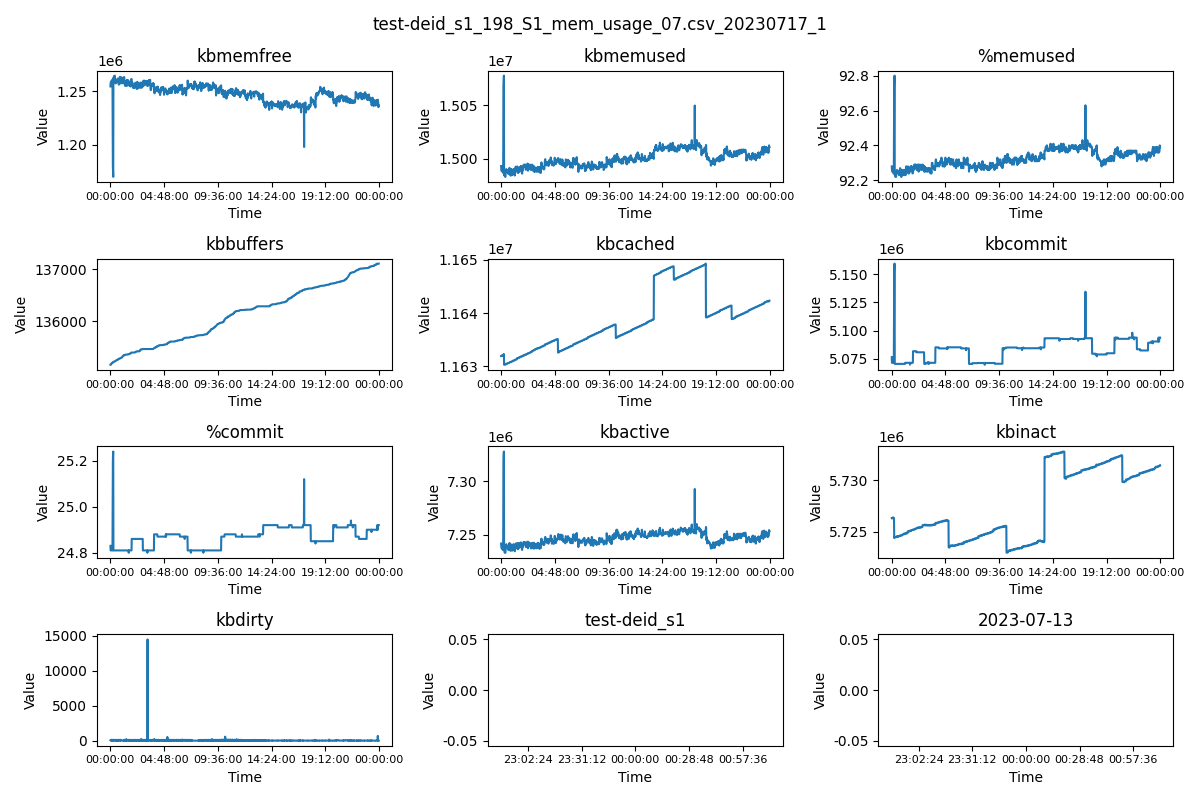 test-deid_s1_198_S1_mem_usage_07.csv_20230717_1
kbmemfree kbmemused %memused
1e6 1e7
Value 1.25 1.20 Value 1.505 1.500 Value 92.8 92.6 92.4 92.2
00:00:00 04:48:00 09:36:00 14:24:00 19:12:00 00:00:00 00:00:00 04:48:00 09:36:00 14:24:00 19:12:00 00:00:00 00:00:00 04:48:00 09:36:00 14:24:00 19:12:00 00:00:00
Time Time Time
kbbuffers kbcached kbcommit
1e7 1e6
Value 137000 136000 Value 1.165 1.164 1.163 Value 5.150 5.125 5.100 5.075
00:00:00 04:48:00 09:36:00 14:24:00 19:12:00 00:00:00 00:00:00 04:48:00 09:36:00 14:24:00 19:12:00 00:00:00 00:00:00 04:48:00 09:36:00 14:24:00 19:12:00 00:00:00
Time Time Time
%commit kbactive kbinact
1e6 1e6
Value 25.2 25.0 24.8 Value 7.30 7.25 Value 5.730 5.725
00:00:00 04:48:00 09:36:00 14:24:00 19:12:00 00:00:00 00:00:00 04:48:00 09:36:00 14:24:00 19:12:00 00:00:00 00:00:00 04:48:00 09:36:00 14:24:00 19:12:00 00:00:00
Time Time Time
kbdirty test-deid_s1 2023-07-13
Value 15000 10000 5000 0 Value 0.05 0.00 -0.05 Value 0.05 0.00 -0.05
00:00:00 04:48:00 09:36:00 14:24:00 19:12:00 00:00:00 23:02:24 23:31:12 00:00:00 00:28:48 00:57:36 23:02:24 23:31:12 00:00:00 00:28:48 00:57:36
Time Time Time